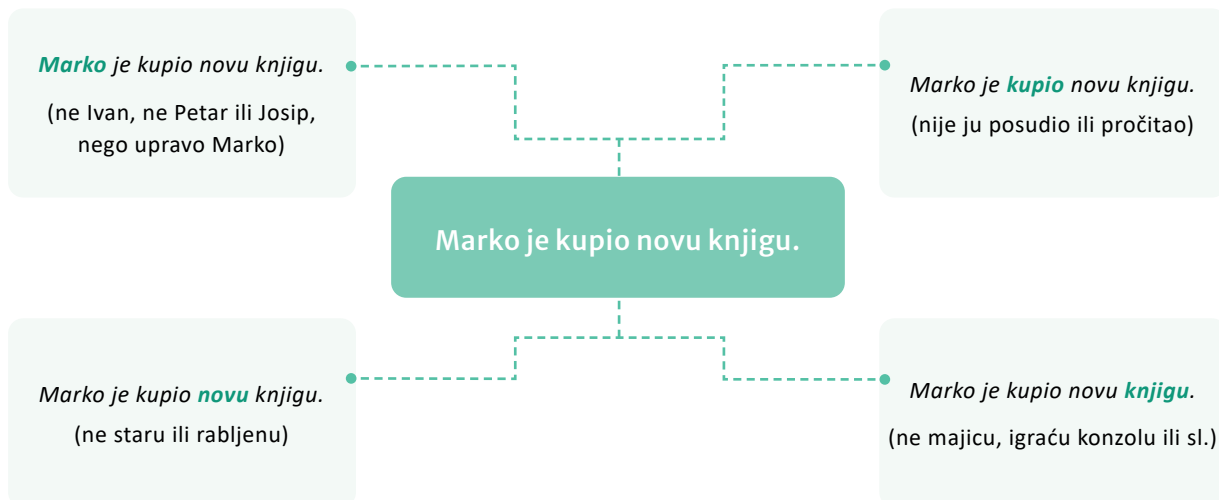 Marko je kupio novu knjigu.
(ne Ivan, ne Petar ili Josip,
nego upravo Marko)
Marko je kupio novu knjigu.
(nije ju posudio ili pročitao)
Marko je kupio novu knjigu.
Marko je kupio novu knjigu.
(ne staru ili rabljenu)
Marko je kupio novu knjigu.
(ne majicu, igraću konzolu ili sl.)